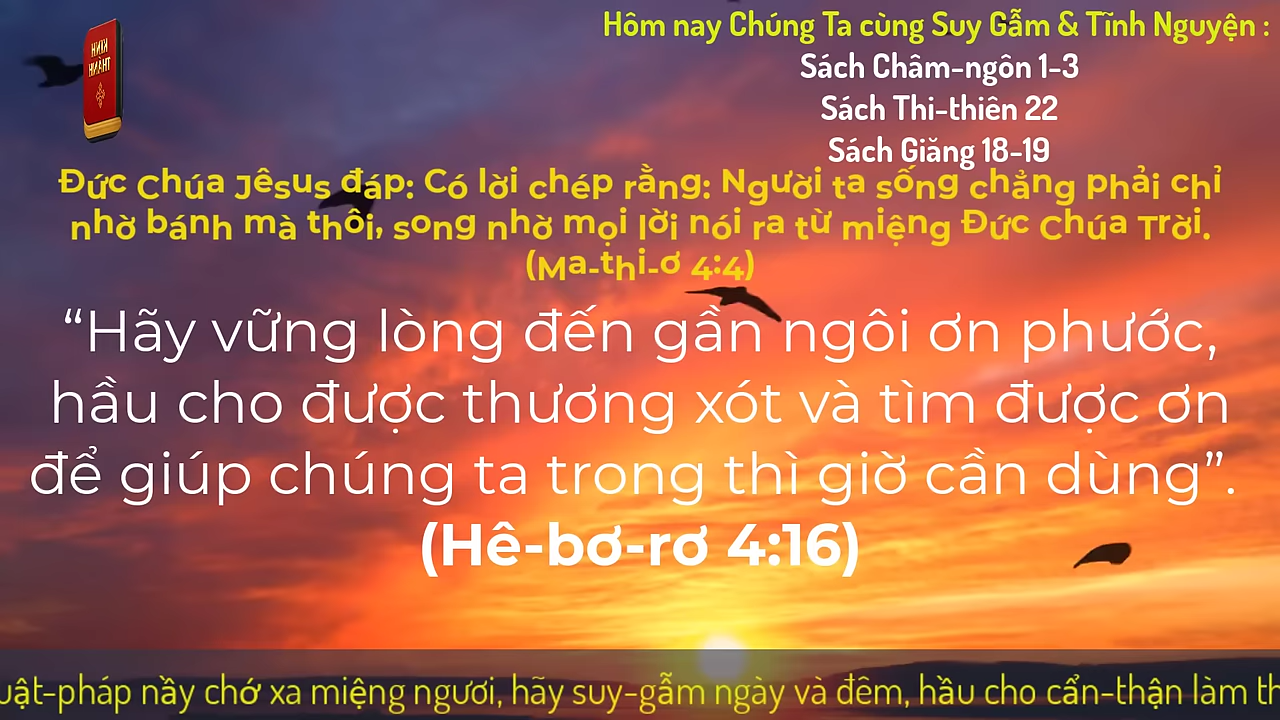 Hôm nay Chúng Ta cùng Suy Gẫm & Tĩnh Nguyện :
KINH
THÁNH
Sách Châm-ngôn 1-3
Sách Thi-thiên 22
Sách Giăng 18-19
Đức Chúa Jêsus đáp: Có lời chép rằng: Người ta sống chẳng phải chỉ
nhờ bánh mà thôi, song nhờ mọi lời nói ra từ miệng Đức Chúa Trời.
(Ma-thi-ơ 4:4)
“Hãy vững lòng đến gần ngôi ơn phước,
hầu cho được thương xót và tìm được ơn
để giúp chúng ta trong thì giờ cần dùng”.
(Hê-bơ-rơ 4:16)
uật-pháp nầy chớ xa miệng ngươi, hãy suy-gẫm ngày và đêm, hầu cho cẩn-thận làm th